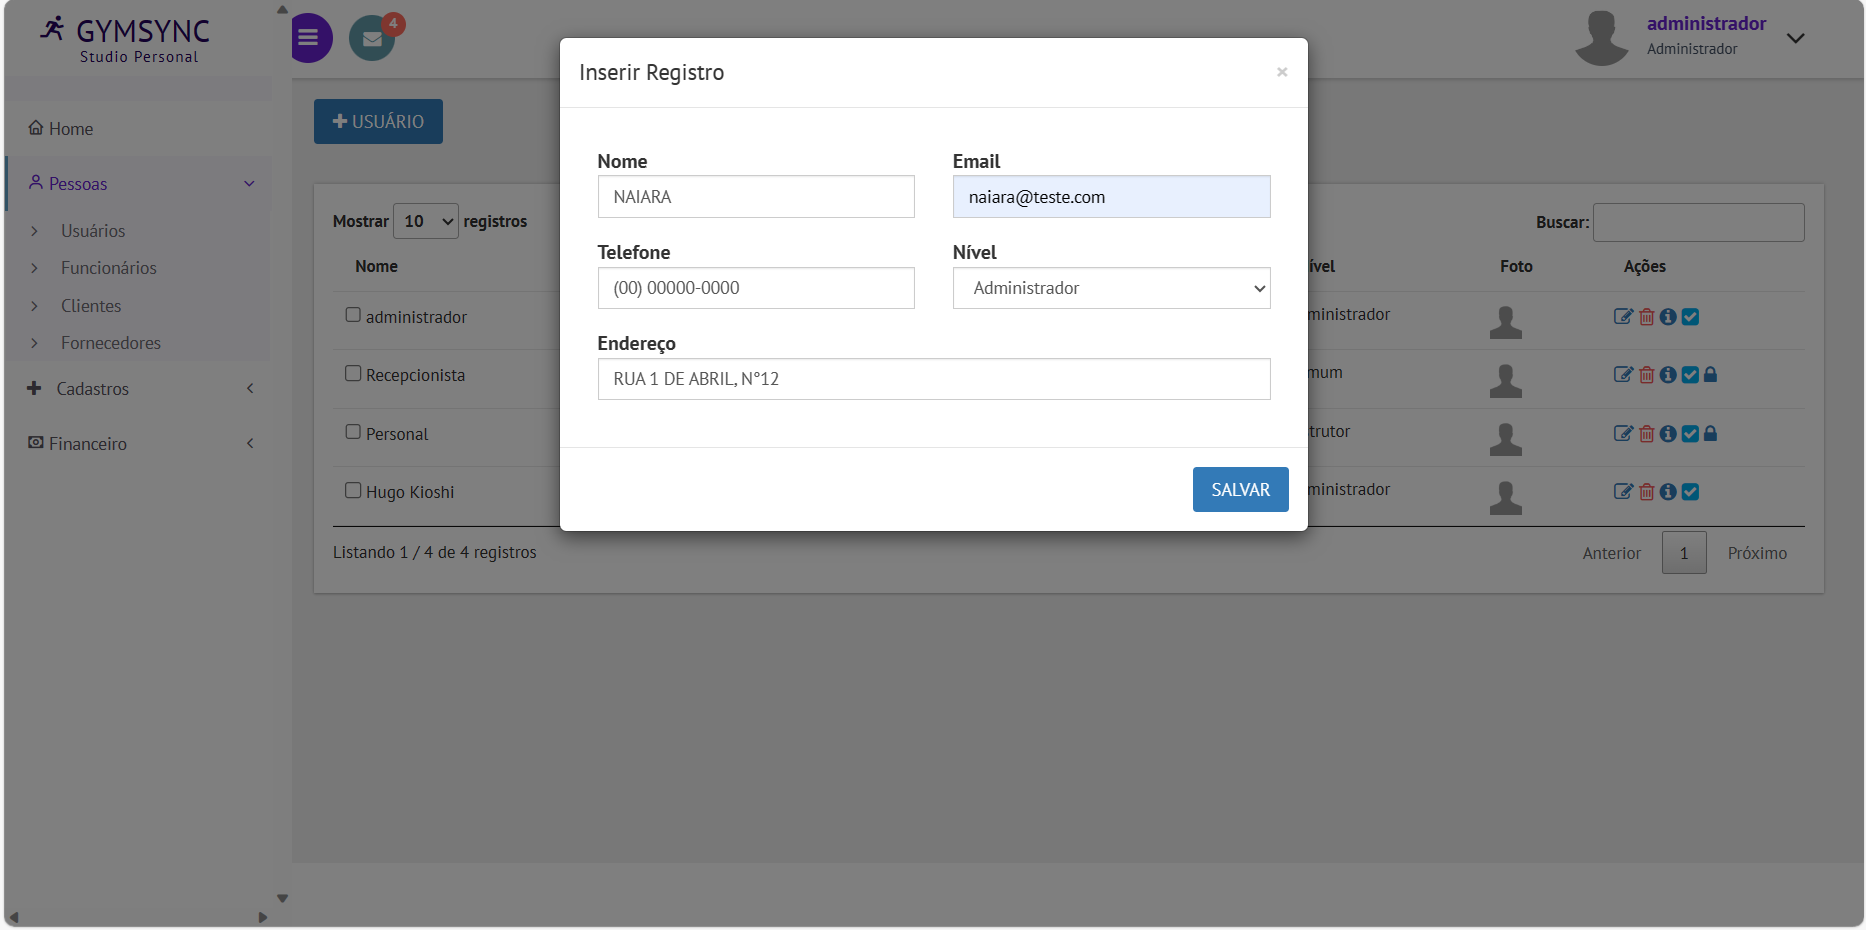 GYMSYNC
Studio Personal
4
administrador
Administrador
Home
Pessoas
Usuários
Funcionários
Clientes
Fornecedores
Cadastros
Financeiro
USUÁRIO
Mostrar 10 registros
Buscar:
Nome
ível
Foto
Ações
administrador
ministrador
Recepcionista
mum
Personal
trutor
Hugo Kioshi
ministrador
Listando 1 / 4 de 4 registros
Anterior
1
Próximo
Inserir Registro
×
Nome
Email
NAIARA
naiara@teste.com
Telefone
Nível
(00) 00000-0000
Administrador
Endereço
RUA 1 DE ABRIL, N°12
SALVAR